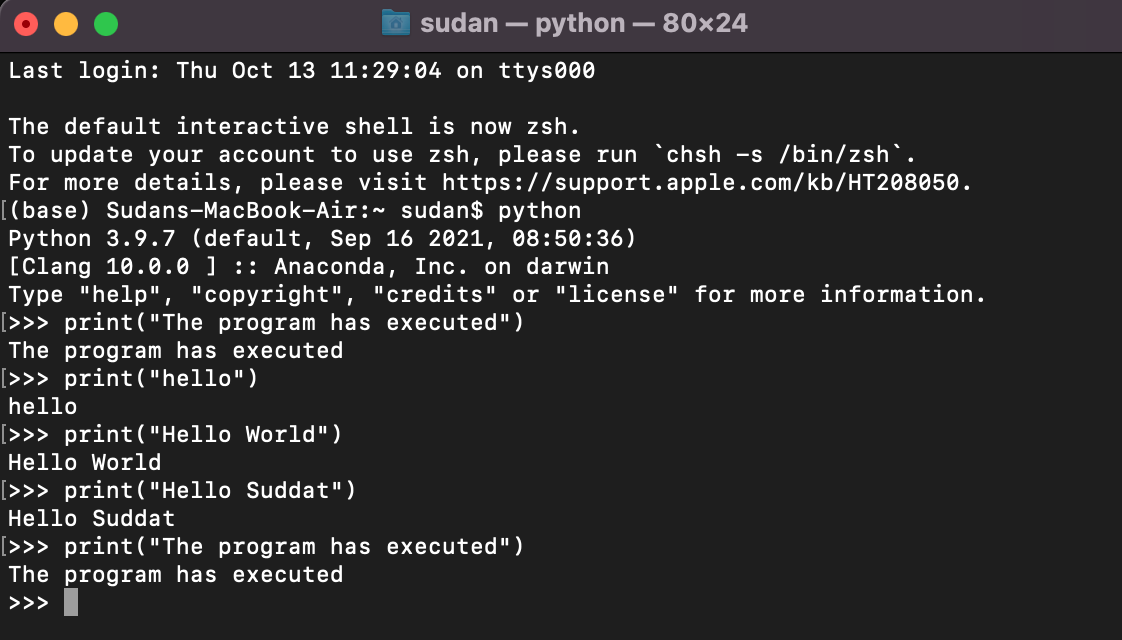 sudan — python — 80×24
Last login: Thu Oct 13 11:29:04 on ttys000
The default interactive shell is now zsh.
To update your account to use zsh, please run `chsh -s /bin/zsh`.
For more details, please visit https://support.apple.com/kb/HT208050.
[(base) Sudans-MacBook-Air:~ sudan$ python
Python 3.9.7 (default, Sep 16 2021, 08:50:36)
[Clang 10.0.0 ] :: Anaconda, Inc. on darwin
Type "help", "copyright", "credits" or "license" for more information.
[>>> print("The program has executed")
The program has executed
[>>> print("hello")
hello
[>>> print("Hello World")
Hello World
[>>> print("Hello Suddat")
Hello Suddat
[>>> print("The program has executed")
The program has executed
>>>